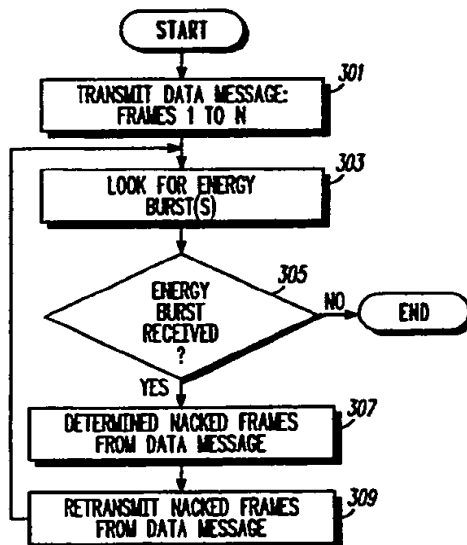 START
301
TRANSMIT DATA MESSAGE:
FRAMES 1 TO N
303
LOOK FOR ENERGY
BURST(S)
305
ENERGY
BURST
RECEIVED
?
NO
END
YES
307
DETERMINED NACKED FRAMES
FROM DATA MESSAGE
RETRANSMIT NACKED FRAMES
FROM DATA MESSAGE
309